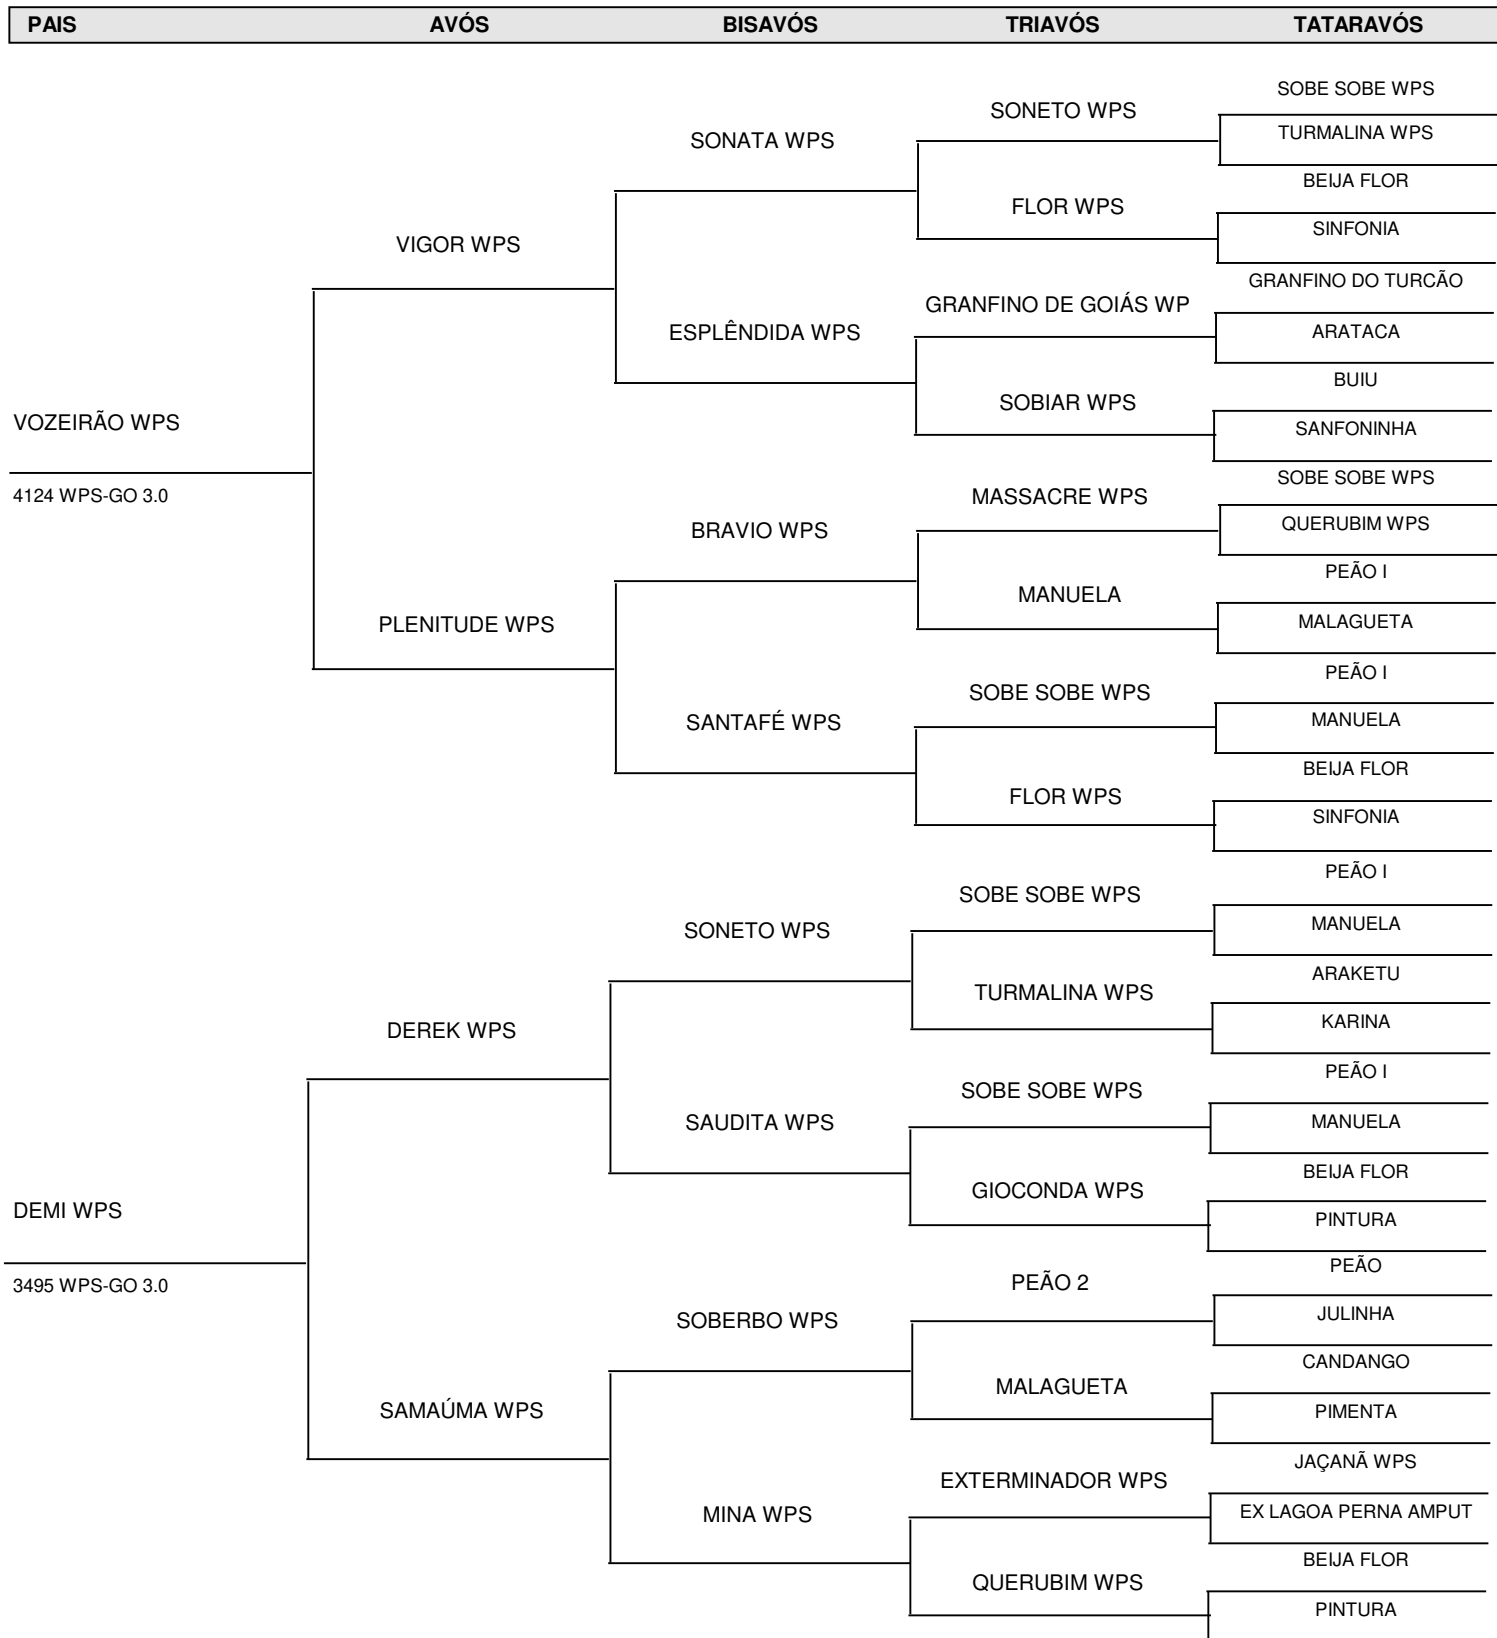 PAIS AVÓS BISAVÓS TRIAVÓS TATARAVÓS
SOBE SOBE WPS
SONETO WPS
TURMALINA WPS
SONATA WPS
BEIJA FLOR
FLOR WPS
SINFONIA
VIGOR WPS
GRANFINO DO TURCÃO
GRANFINO DE GOIÁS WP
ARATACA
ESPLÊNDIDA WPS
BUIU
SOBIAR WPS
SANFONINHA
VOZEIRÃO WPS
4124 WPS-GO 3.0
SOBE SOBE WPS
MASSACRE WPS
QUERUBIM WPS
BRAVIO WPS
PEÃO I
MANUELA
MALAGUETA
PLENITUDE WPS
PEÃO I
SOBE SOBE WPS
MANUELA
SANTAFÉ WPS
BEIJA FLOR
FLOR WPS
SINFONIA
PEÃO I
SOBE SOBE WPS
MANUELA
SONETO WPS
ARAKETU
TURMALINA WPS
KARINA
DEREK WPS
PEÃO I
SOBE SOBE WPS
MANUELA
SAUDITA WPS
BEIJA FLOR
GIOCONDA WPS
PINTURA
DEMI WPS
3495 WPS-GO 3.0
PEÃO
PEÃO 2
JULINHA
SOBERBO WPS
CANDANGO
MALAGUETA
PIMENTA
SAMAÚMA WPS
JAÇANÃ WPS
EXTERMINADOR WPS
EX LAGOA PERNA AMPUT
MINA WPS
BEIJA FLOR
QUERUBIM WPS
PINTURA